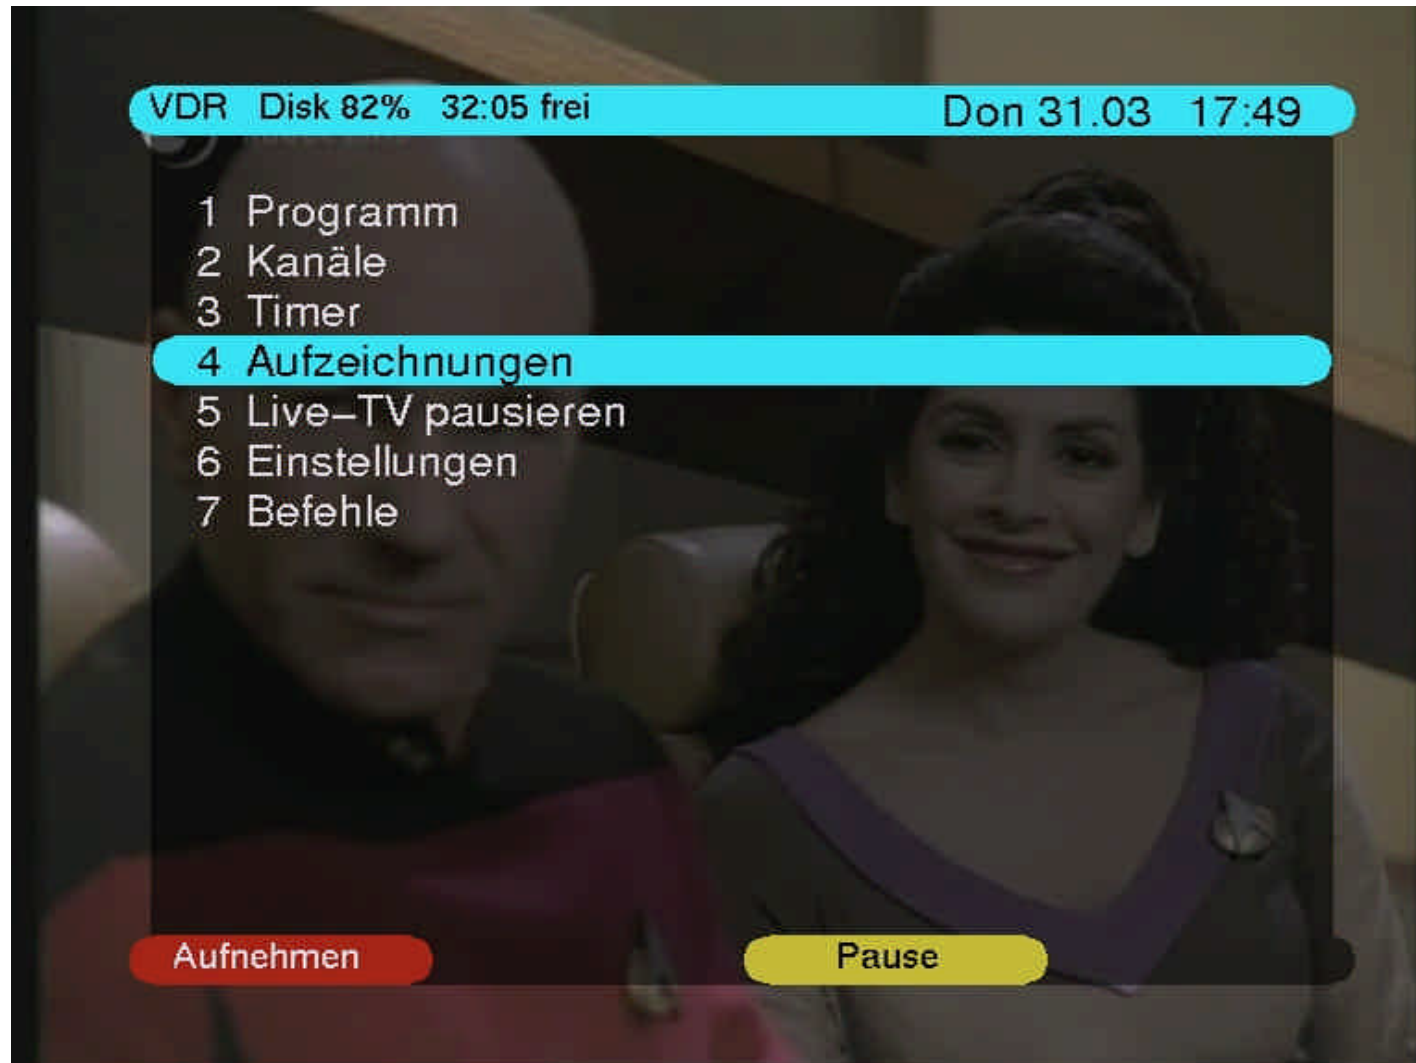 VDR Disk 82% 32:05 frei Don 31.03 17:49
1 Programm
2 Kanäle
3 Timer
4 Aufzeichnungen
5 Live-TV pausieren
6 Einstellungen
7 Befehle
Aufnehmen Pause